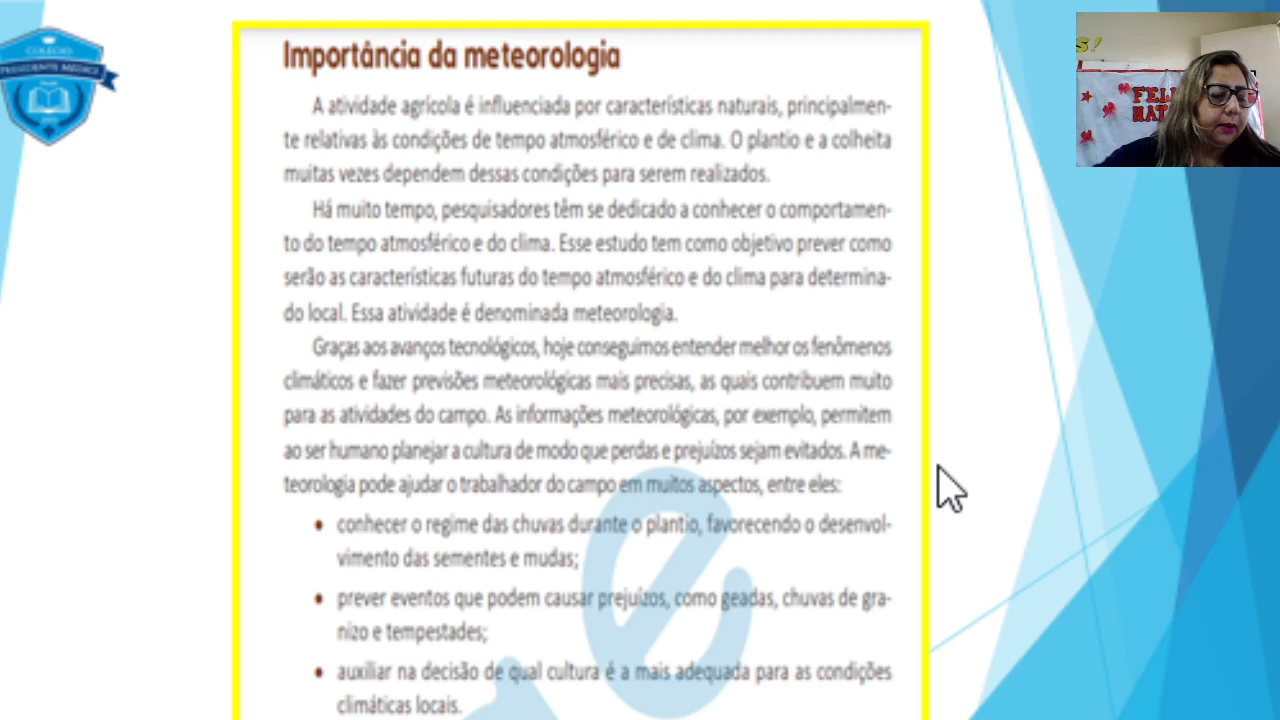 COLÉGIO
PRESIDENTE MÉDICI
Importância da meteorologia
A atividade agrícola é influenciada por características naturais, principalmen-
te relativas às condições de tempo atmosférico e de clima. O plantio e a colheita
muitas vezes dependem dessas condições para serem realizados.
Há muito tempo, pesquisadores têm se dedicado a conhecer o comportamen-
to do tempo atmosférico e do clima. Esse estudo tem como objetivo prever como
serão as características futuras do tempo atmosférico e do clima para determina-
do local. Essa atividade é denominada meteorologia.
Graças aos avanços tecnológicos, hoje conseguimos entender melhor os fenômenos
climáticos e fazer previsões meteorológicas mais precisas, as quais contribuem muito
para as atividades do campo. As informações meteorológicas, por exemplo, permitem
ao ser humano planejar a cultura de modo que perdas e prejuízos sejam evitados. A me-
teorologia pode ajudar o trabalhador do campo em muitos aspectos, entre eles:
• conhecer o regime das chuvas durante o plantio, favorecendo o desenvol-
vimento das sementes e mudas;
• prever eventos que podem causar prejuízos, como geadas, chuvas de gra-
nizo e tempestades;
• auxiliar na decisão de qual cultura é a mais adequada para as condições
climáticas locais.